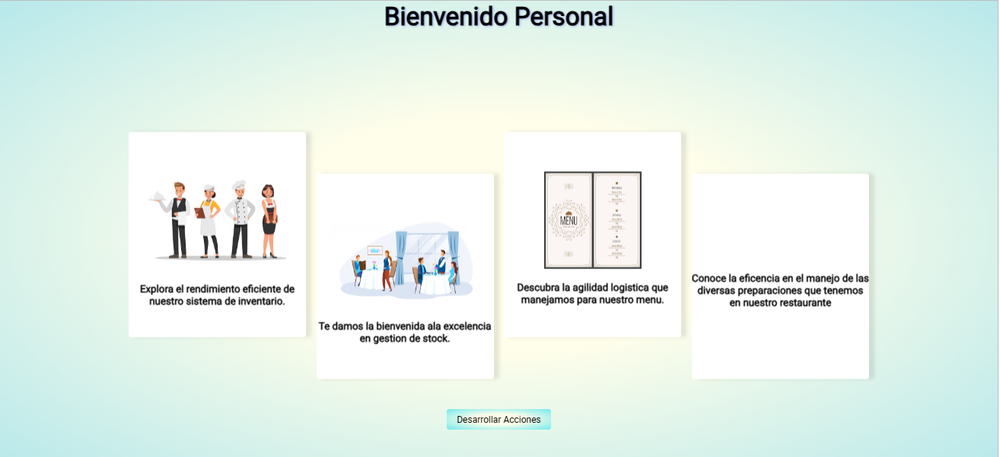 Bienvenido Personal
Explora el rendimiento eficiente de
nuestro sistema de inventario.
Te damos la bienvenida ala excelencia
en gestion de stock.
MENU
Descubra la agilidad logistica que
manejamos para nuestro menu.
Conoce la eficencia en el manejo de las
diversas preparaciones que tenemos
en nuestro restaurante
Desarrollar Acciones